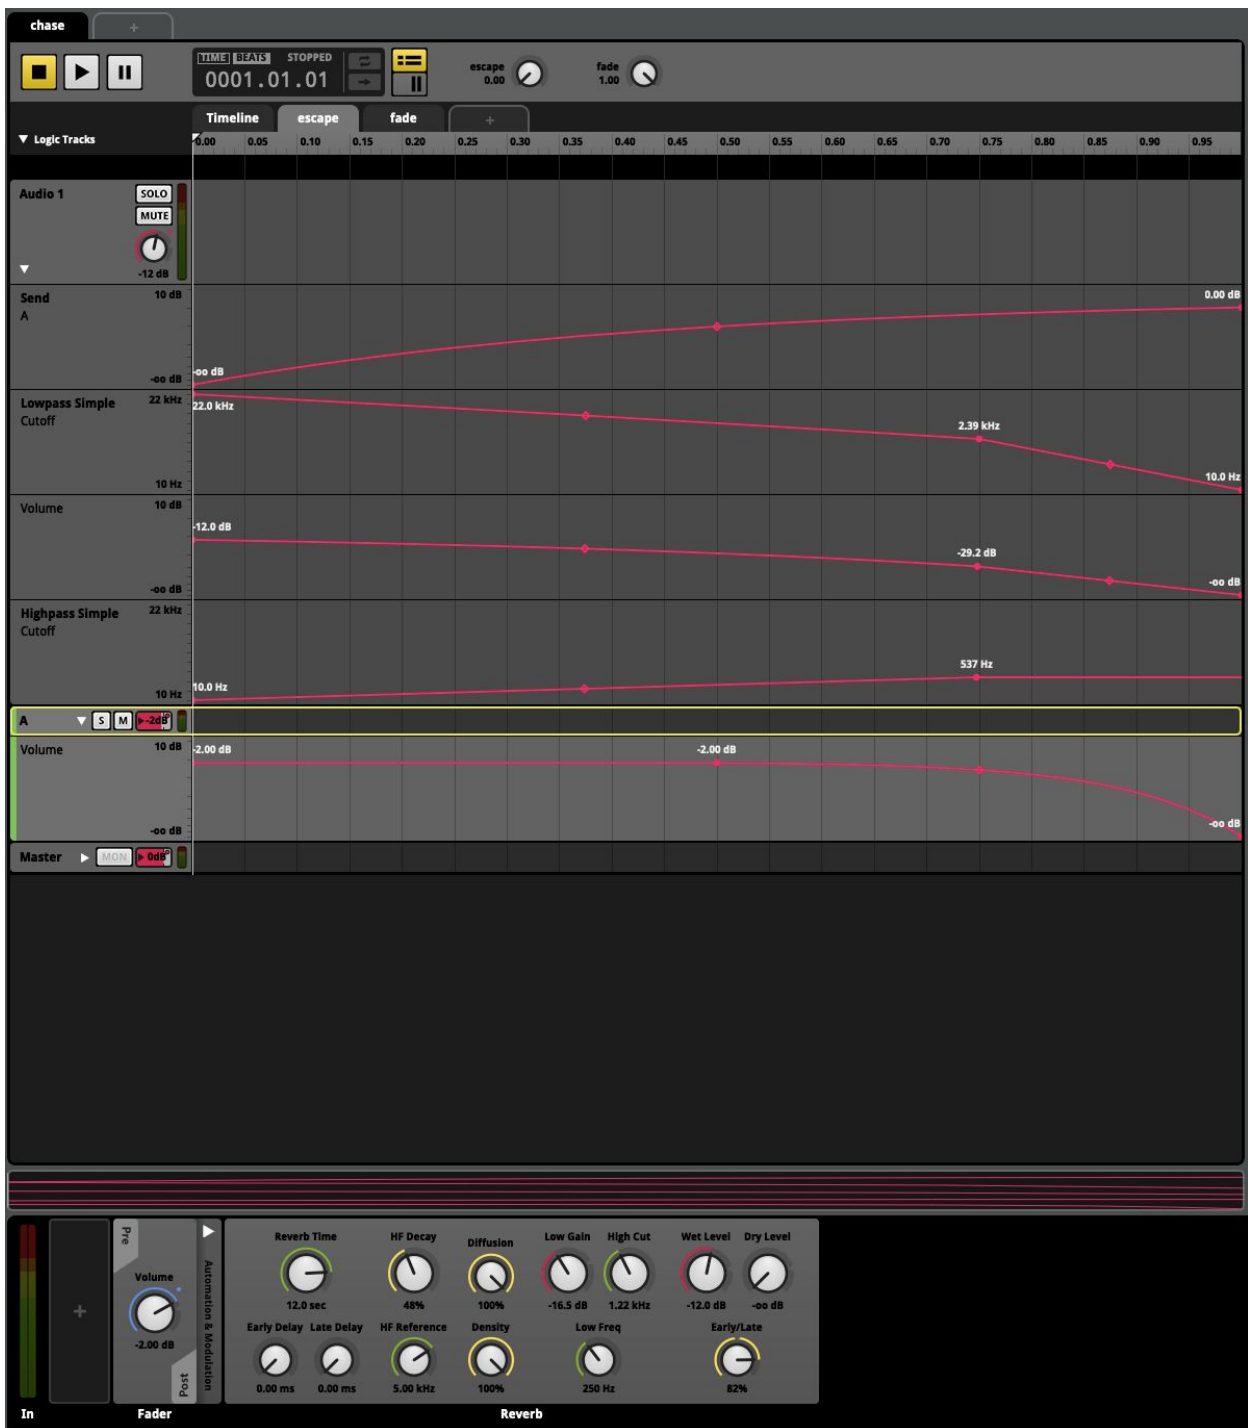 chase
+
TIME BEATS STOPPED
0001.01.01
escape
0.00
fade
1.00
Timeline escape fade +
Logic Tracks
0.00 0.05 0.10 0.15 0.20 0.25 0.30 0.35 0.40 0.45 0.50 0.55 0.60 0.65 0.70 0.75 0.80 0.85 0.90 0.95
Audio 1
SOLO
MUTE
-12 dB
Send 10 dB
A
0.00 dB
-oo dB
-oo dB
Lowpass Simple 22 kHz
Cutoff
22.0 kHz
2.39 kHz
10.0 Hz
10 Hz
Volume 10 dB
-12.0 dB
-29.2 dB
-oo dB
-oo dB
Highpass Simple 22 kHz
Cutoff
537 Hz
10.0 Hz
10 Hz
A S M -2dB
Volume 10 dB
-2.00 dB -2.00 dB
-oo dB
-oo dB
Master MON 0dB
Pre
Volume
-2.00 dB
Post
+
Automation & Modulation
Reverb Time HF Decay Diffusion Low Gain High Cut Wet Level Dry Level
12.0 sec 48% 100% -16.5 dB 1.22 kHz -12.0 dB -oo dB
Early Delay Late Delay HF Reference Density Low Freq Early/Late
0.00 ms 0.00 ms 5.00 kHz 100% 250 Hz 82%
In Fader Reverb